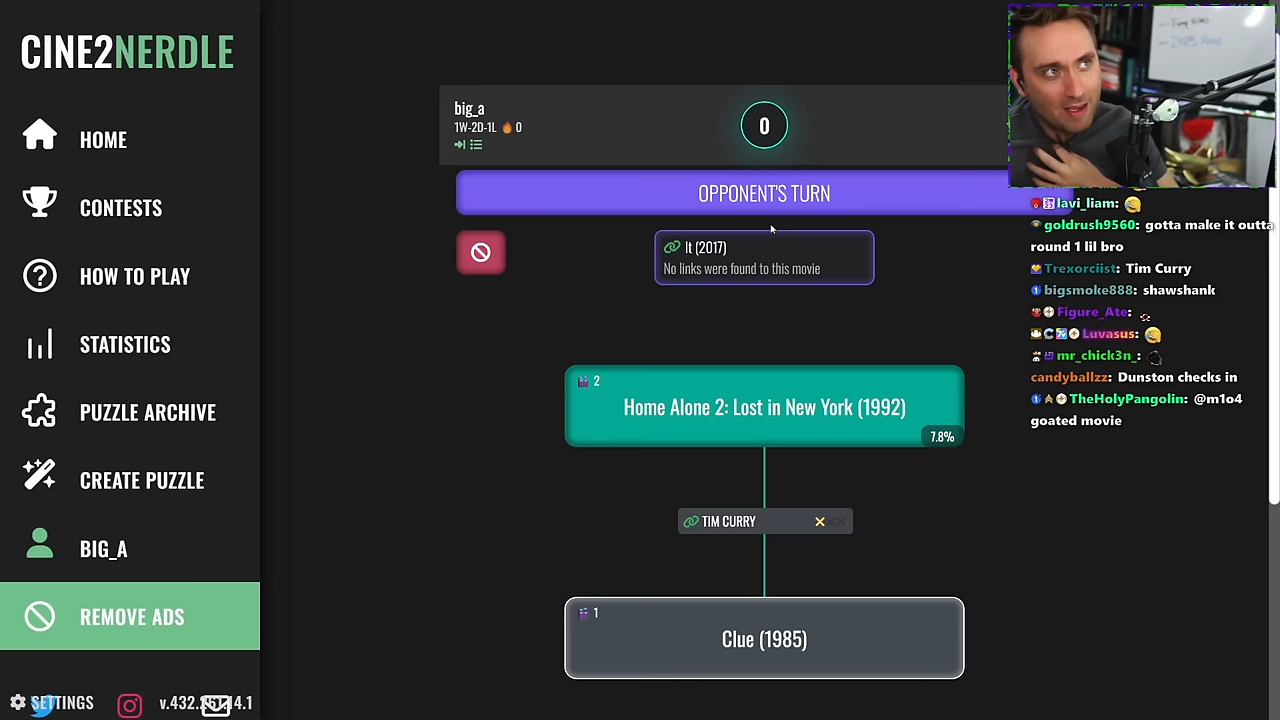 CINE2NERDLE
HOME
CONTESTS
HOW TO PLAY
STATISTICS
PUZZLE ARCHIVE
CREATE PUZZLE
BIG_A
REMOVE ADS
SETTINGS
big_a
1W-2D-1L 0
0
OPPONENT'S TURN
It (2017)
No links were found to this movie
2
Home Alone 2: Lost in New York (1992)
7.8%
TIM CURRY
1
Clue (1985)
lavi_liam:
goldrush9560: gotta make it outta
round 1 lil bro
Trexorciist: Tim Curry
bigsmoke888: shawshank
Figure_Ate:
Luvasus:
mr_chick3n_:
candyballzz: Dunston checks in
TheHolyPangolin: @m1o4
goated movie